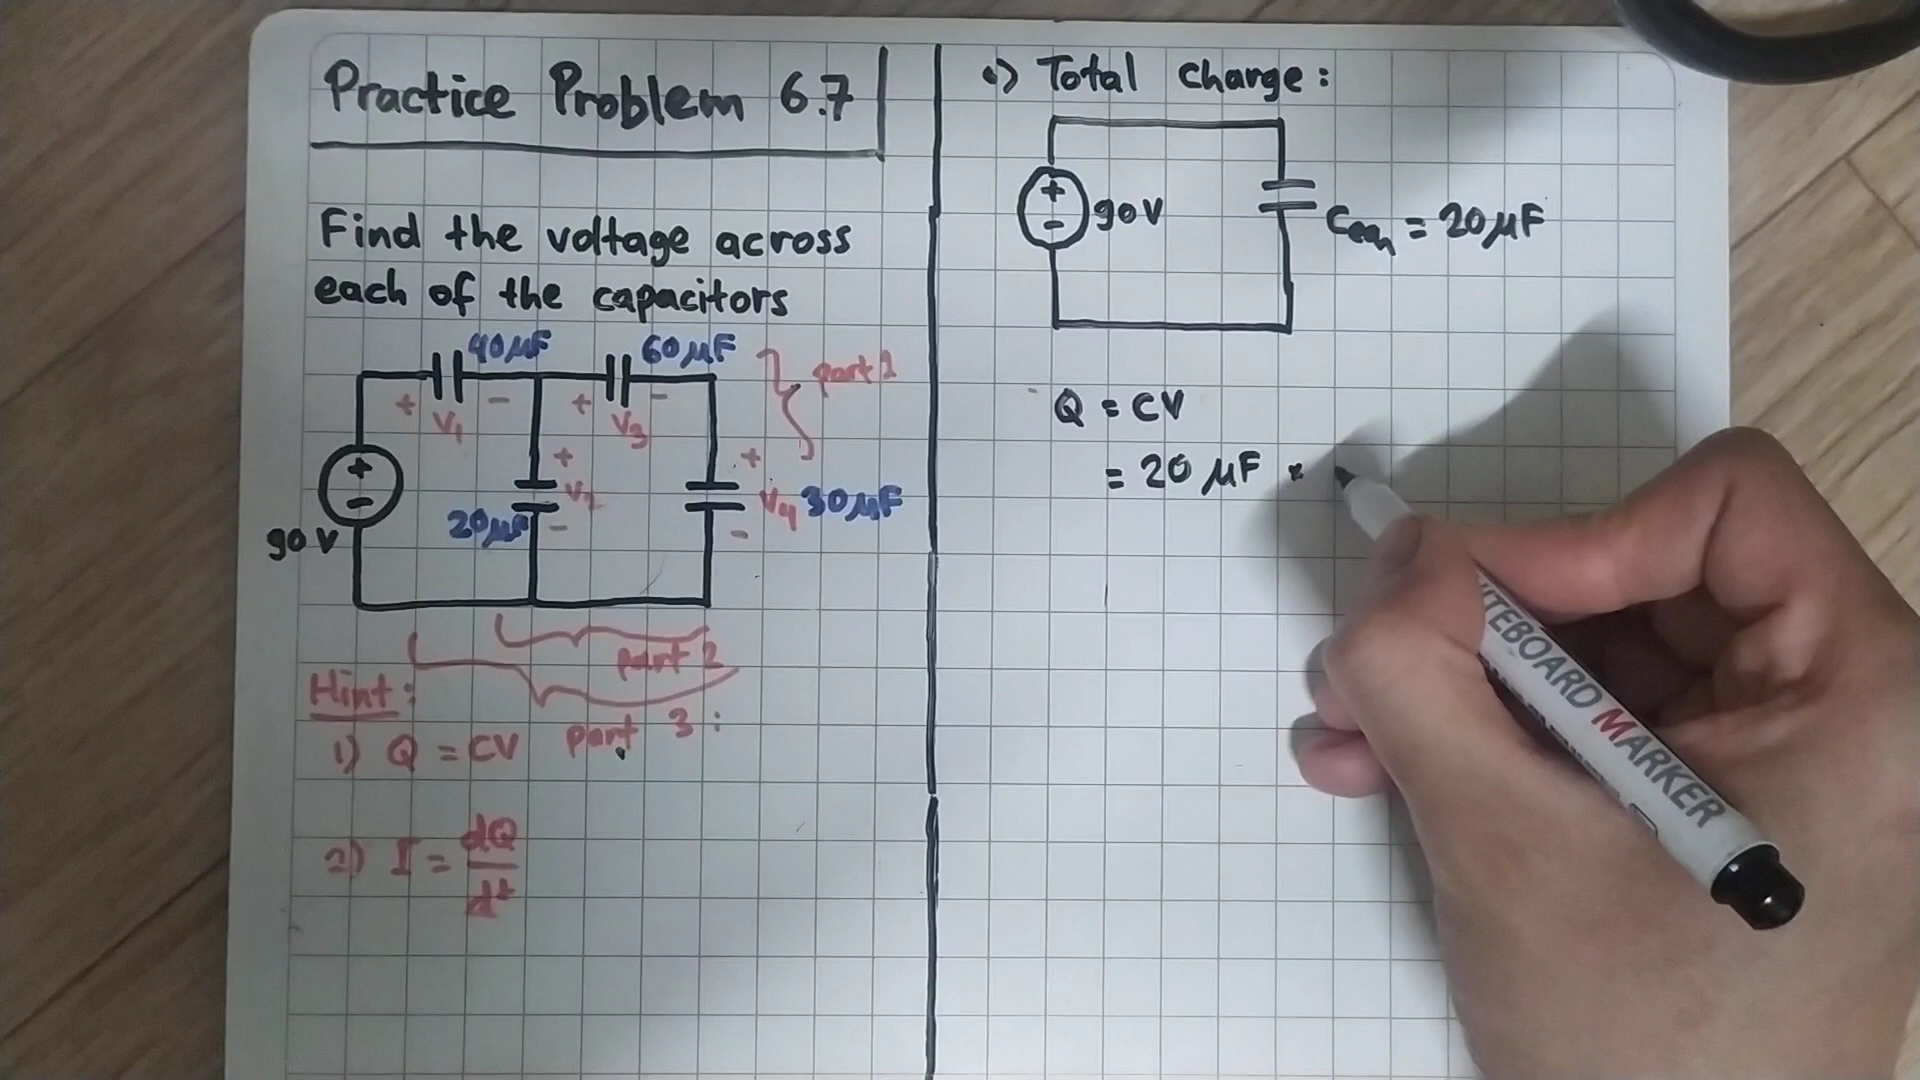 Practice Problem 6.7
Find the voltage across
each of the capacitors
40μF
60μF
part 1
+ V1 -
+ V3 -
+
-
90V
+
V2
-
20μF
+
V4
-
30μF
part 2
part 3:
Hint:
1) Q = CV
2) I = dQ/dt
Total charge:
+
-
90V
= 20μF
Q = CV
= 20 μF
WHITEBOARD MARKER